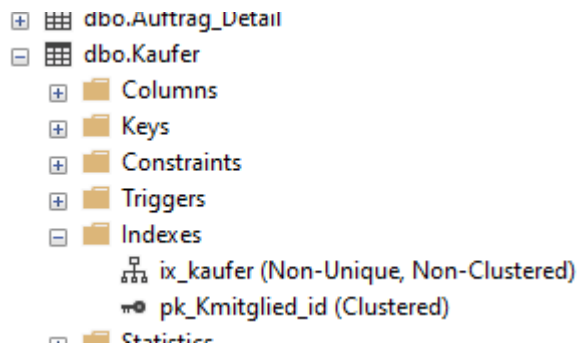 dbo.Auftrag_Detail
dbo.Kaufer
Columns
Keys
Constraints
Triggers
Indexes
ix_kaufer (Non-Unique, Non-Clustered)
pk_Kmitglied_id (Clustered)
Statistics